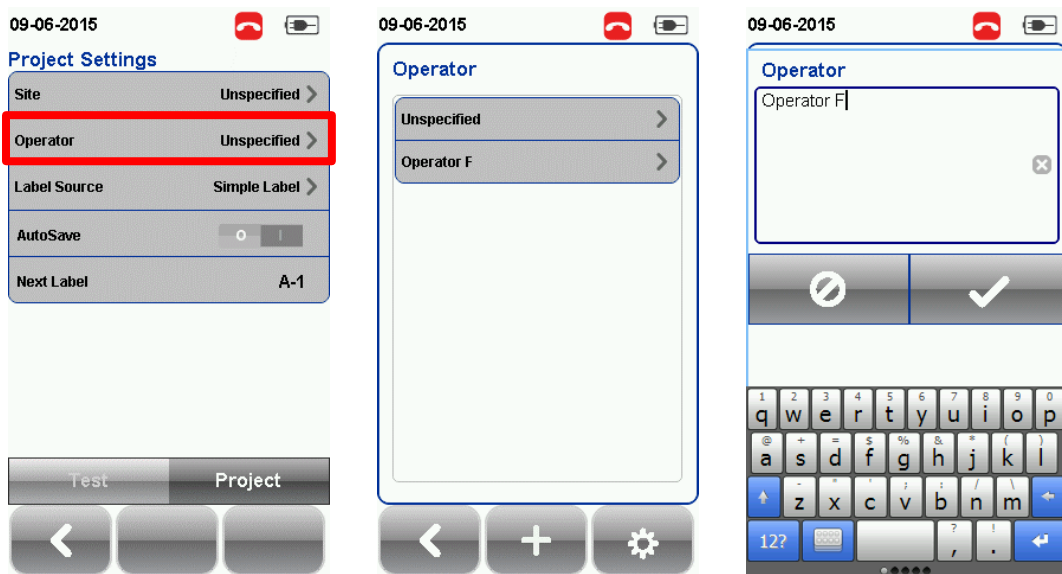 09-06-2015
Project Settings
Site Unspecified
Operator Unspecified
Label Source Simple Label
AutoSave O I
Next Label A-1
Test Project
09-06-2015
Operator
Unspecified
Operator F
09-06-2015
Operator
Operator F
1 2 3 4 5 6 7 8 9 0
q w e r t y u i o p
@ + = $ % & * ( )
a s d f g h j k l
- " ' ; : / \
z x c v b n m
12? ? !
, .